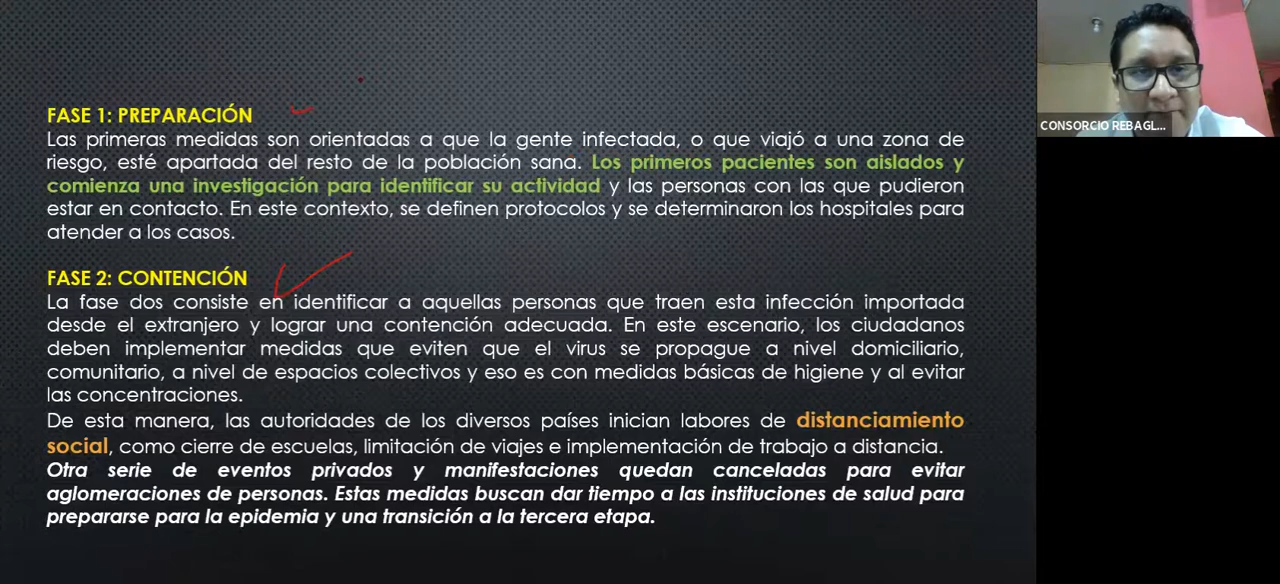 FASE 1: PREPARACIÓN
Las primeras medidas son orientadas a que la gente infectada, o que viajó a una zona de
riesgo, esté apartada del resto de la población sana. Los primeros pacientes son aislados y
comienza una investigación para identificar su actividad y las personas con las que pudieron
estar en contacto. En este contexto, se definen protocolos y se determinaron los hospitales para
atender a los casos.
FASE 2: CONTENCIÓN
La fase dos consiste en identificar a aquellas personas que traen esta infección importada
desde el extranjero y lograr una contención adecuada. En este escenario, los ciudadanos
deben implementar medidas que eviten que el virus se propague a nivel domiciliario,
comunitario, a nivel de espacios colectivos y eso es con medidas básicas de higiene y al evitar
las concentraciones.
De esta manera, las autoridades de los diversos países inician labores de distanciamiento
social, como cierre de escuelas, limitación de viajes e implementación de trabajo a distancia.
Otra serie de eventos privados y manifestaciones quedan canceladas para evitar
aglomeraciones de personas. Estas medidas buscan dar tiempo a las instituciones de salud para
prepararse para la epidemia y una transición a la tercera etapa.
CONSORCIO REBAGL...